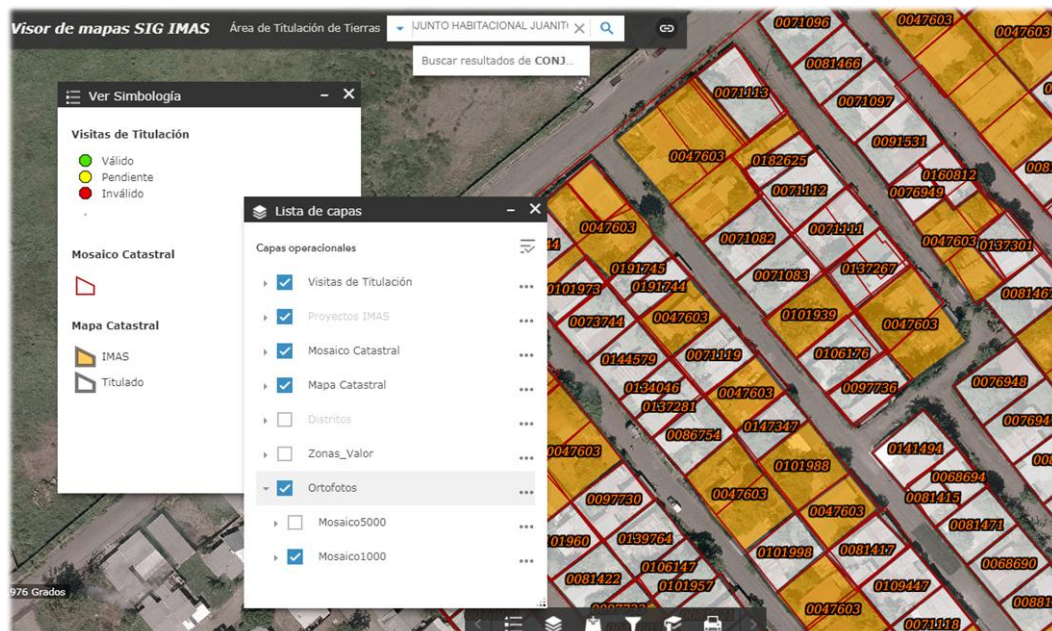 Visor de mapas SIG IMAS
Área de Titulación de Tierras
JUNTO HABITACIONAL JUANIT
Buscar resultados de CONJ...
Ver Simbología
Visitas de Titulación
Válido
Pendiente
Inválido
Mosaico Catastral
Mapa Catastral
IMAS
Titulado
Lista de capas
Capas operacionales
Visitas de Titulación
Proyectos IMAS
Mosaico Catastral
Mapa Catastral
Distritos
Zonas_Valor
Ortofotos
Mosaico5000
Mosaico1000
976 Grados
0071096
0047603
0047603
0081466
0071113
0071097
0091531
0047603
0182625
0160812
0076949
0071112
0047603
0071111
0071082
0047603
0137301
0191745
0137267
0071083
0101973
0191744
0081467
0073744
0047603
0101939
0047603
0144579
0071119
0106176
0134046
0097736
0076948
0047603
0137281
0147347
0086754
0141494
0047603
0101988
0068694
0047603
0081415
0097730
0047603
0081471
0139764
01960
0101998
0081417
0068690
0106147
0081422
0101957
0109447
0047603
0071118